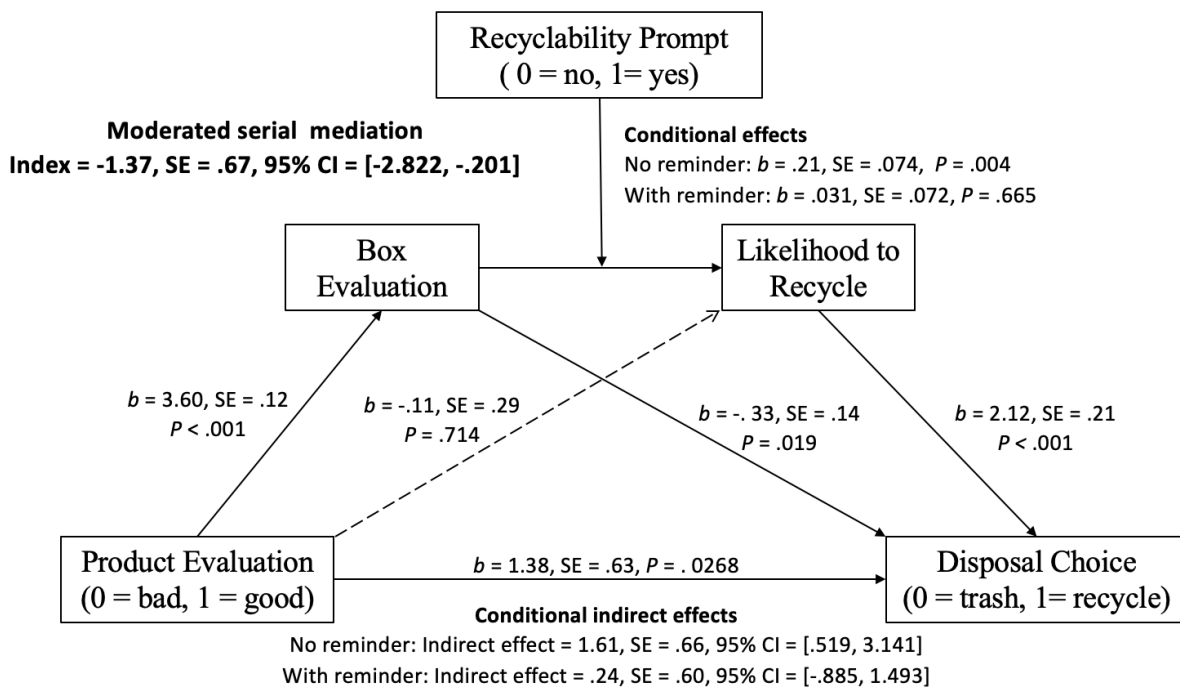 Recyclability Prompt
( 0 = no, 1= yes)
Moderated serial mediation
Index = -1.37, SE = .67, 95% CI = [-2.822, -.201]
Conditional effects
No reminder: b = .21, SE = .074, P = .004
With reminder: b = .031, SE = .072, P = .665
Box
Evaluation
Likelihood to
Recycle
b = 3.60, SE = .12
P < .001
b = -.11, SE = .29
P = .714
b = -. 33, SE = .14
P = .019
b = 2.12, SE = .21
P < .001
Product Evaluation
(0 = bad, 1 = good)
b = 1.38, SE = .63, P = . 0268
Disposal Choice
(0 = trash, 1= recycle)
Conditional indirect effects
No reminder: Indirect effect = 1.61, SE = .66, 95% CI = [.519, 3.141]
With reminder: Indirect effect = .24, SE = .60, 95% CI = [-.885, 1.493]